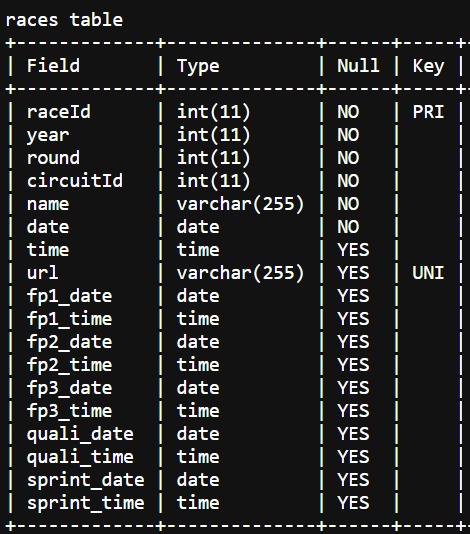 races table
+-------------+--------------+------+-----+
| Field       | Type         | Null | Key |
+-------------+--------------+------+-----+
| raceId      | int(11)      | NO   | PRI |
| year        | int(11)      | NO   |     |
| round       | int(11)      | NO   |     |
| circuitId   | int(11)      | NO   |     |
| name        | varchar(255) | NO   |     |
| date        | date         | NO   |     |
| time        | time         | YES  |     |
| url         | varchar(255) | YES  | UNI |
| fp1_date    | date         | YES  |     |
| fp1_time    | time         | YES  |     |
| fp2_date    | date         | YES  |     |
| fp2_time    | time         | YES  |     |
| fp3_date    | date         | YES  |     |
| fp3_time    | time         | YES  |     |
| quali_date  | date         | YES  |     |
| quali_time  | time         | YES  |     |
| sprint_date | date         | YES  |     |
| sprint_time | time         | YES  |     |
+-------------+--------------+------+-----+